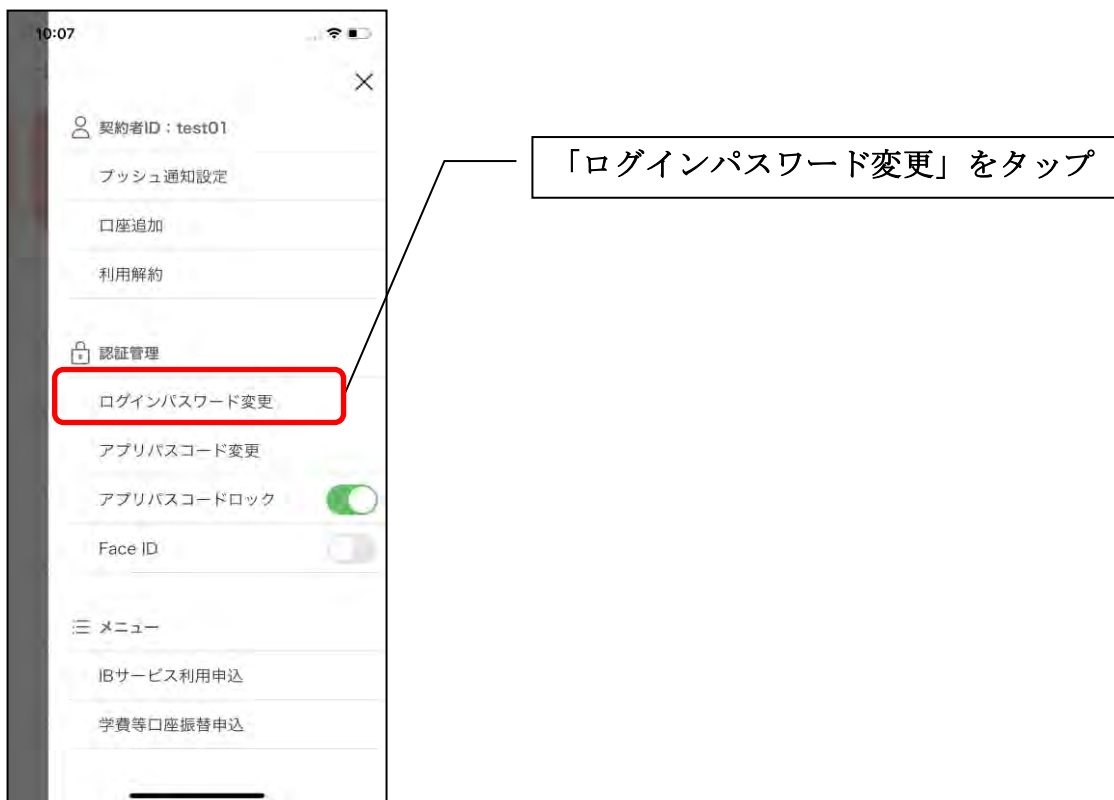 10:07
契約者ID：test01
プッシュ通知設定
口座追加
利用解約
認証管理
ログインパスワード変更
アプリパスコード変更
アプリパスコードロック
Face ID
メニュー
IBサービス利用申込
学費等口座振替申込
「ログインパスワード変更」をタップ